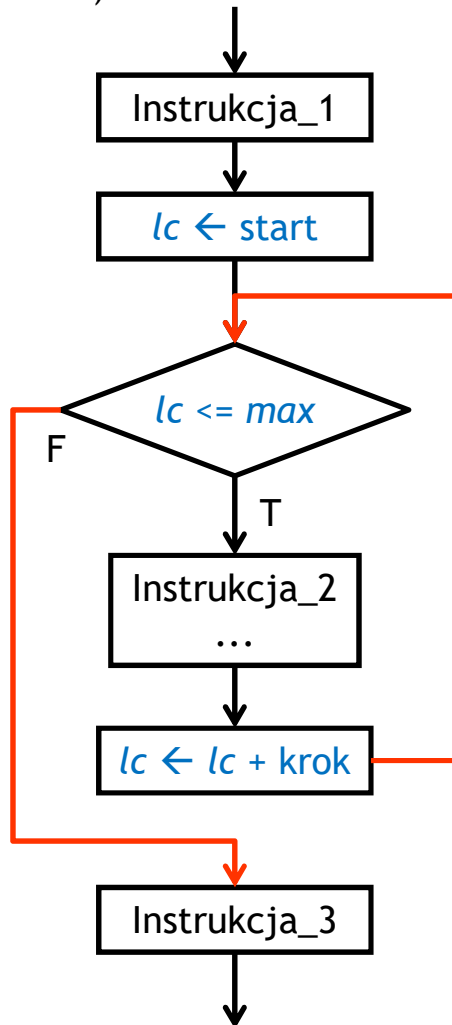 Instrukcja_1
lc ← start
lc <= max
F
T
Instrukcja_2
...
lc ← lc + krok
Instrukcja_3